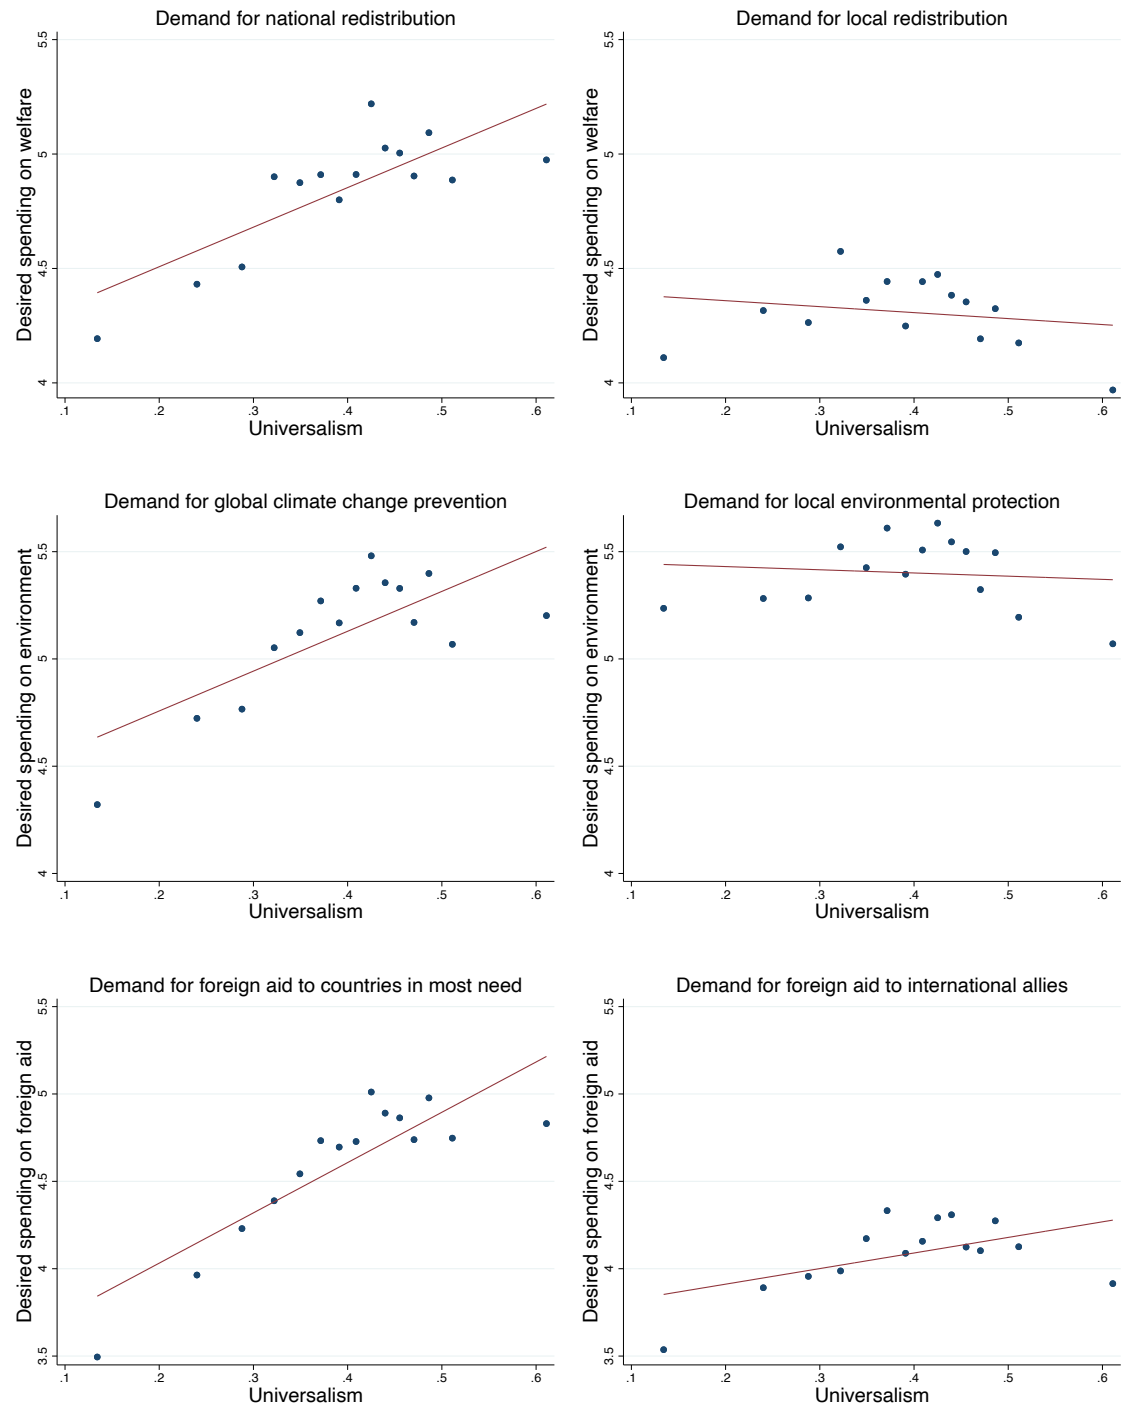 Demand for national redistribution
Desired spending on welfare
5.5
5
4.5
4
.1 .2 .3 .4 .5 .6
Universalism
Demand for local redistribution
Desired spending on welfare
5.5
5
4.5
4
.1 .2 .3 .4 .5 .6
Universalism
Demand for global climate change prevention
Desired spending on environment
5.5
5
4.5
4
.1 .2 .3 .4 .5 .6
Universalism
Demand for local environmental protection
Desired spending on environment
5.5
5
4.5
4
.1 .2 .3 .4 .5 .6
Universalism
Demand for foreign aid to countries in most need
Desired spending on foreign aid
5.5
5
4.5
4
3.5
.1 .2 .3 .4 .5 .6
Universalism
Demand for foreign aid to international allies
Desired spending on foreign aid
5.5
5
4.5
4
3.5
.1 .2 .3 .4 .5 .6
Universalism